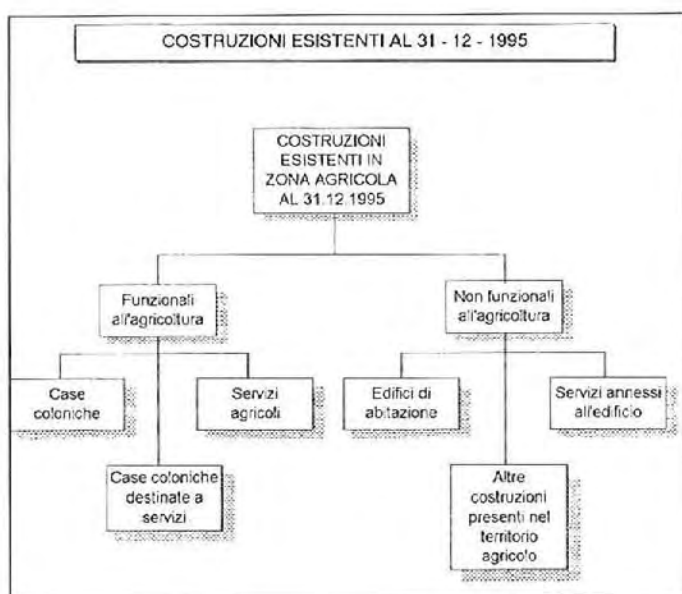 COSTRUZIONI ESISTENTI AL 31 - 12 - 1995
COSTRUZIONI
ESISTENTI IN
ZONA AGRICOLA
AL 31.12.1995
Funzionali
all'agricoltura
Non funzionali
all'agricoltura
Case
coloniche
Servizi
agricoli
Edifici di
abitazione
Servizi annessi
all'edificio
Case coloniche
destinate a
servizi
Altre
costruzioni
presenti nel
territorio
agricolo